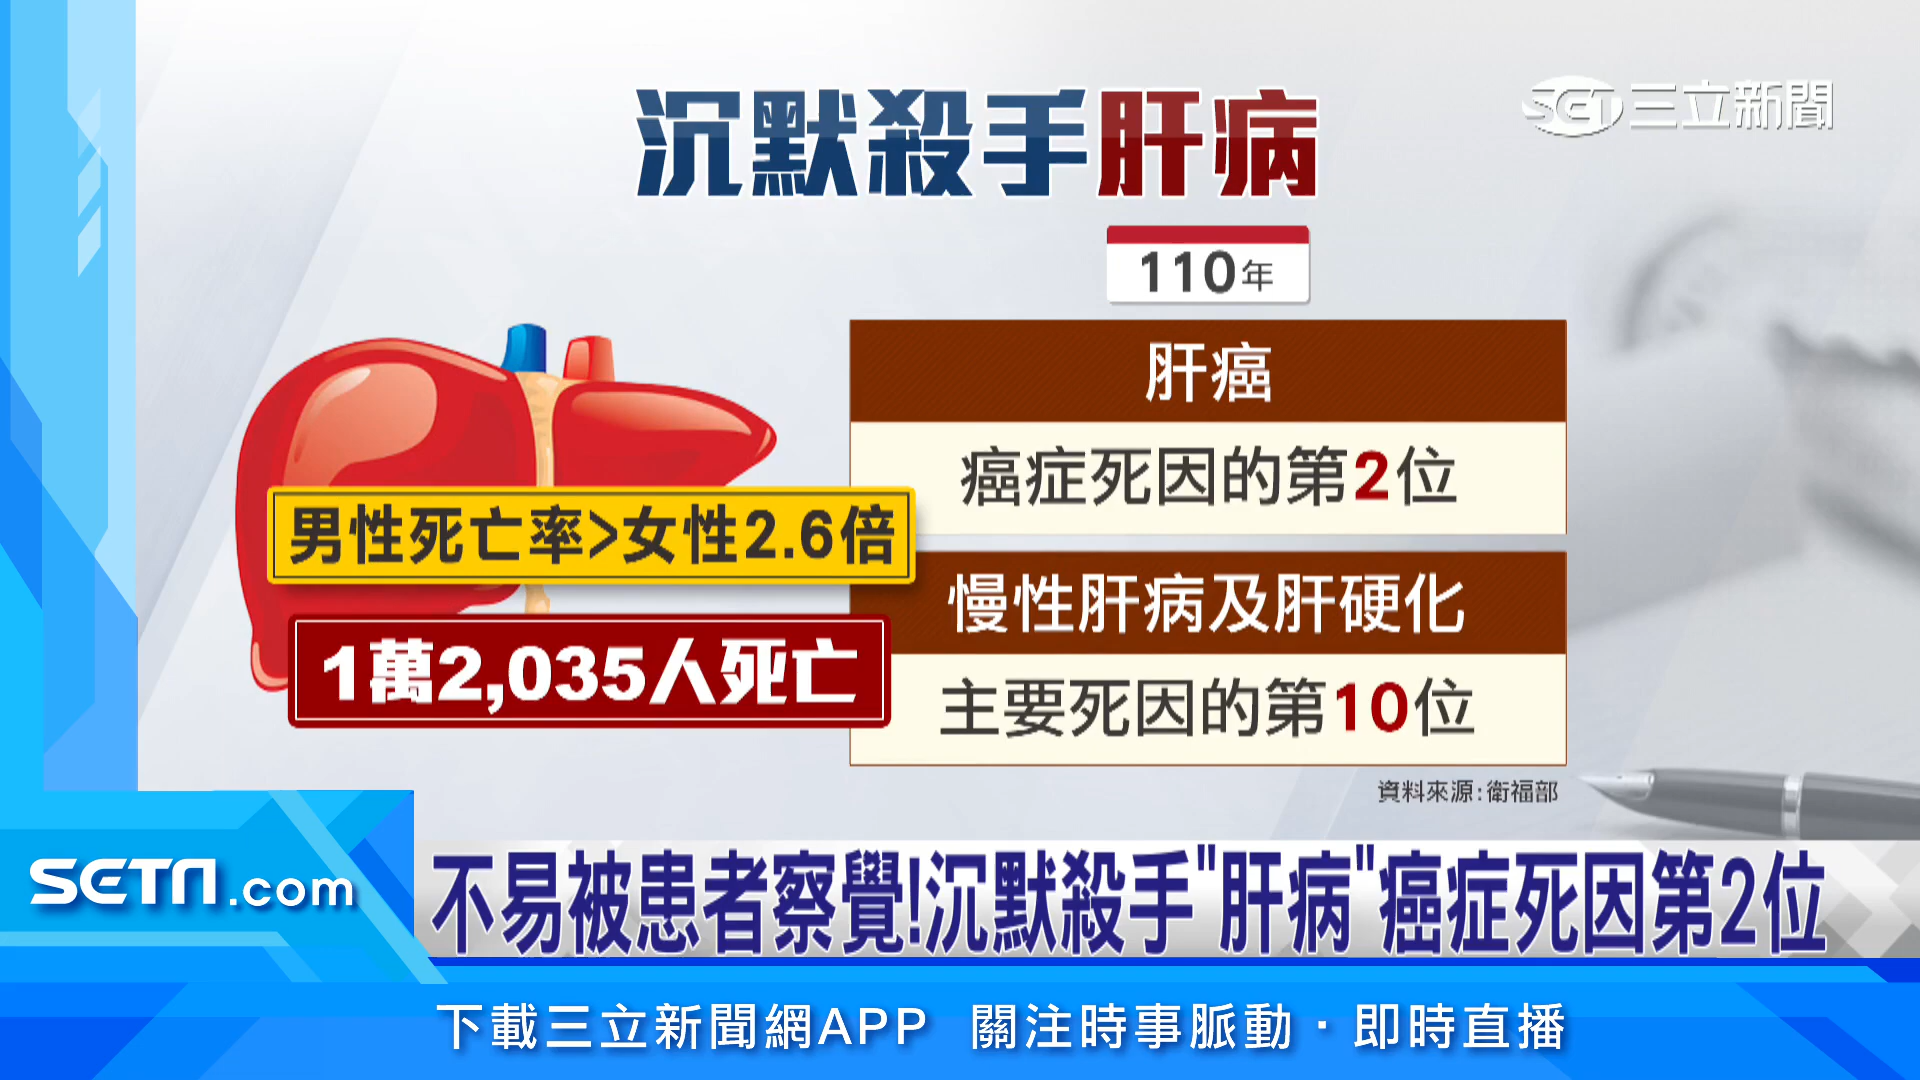 沉默殺手肝病
SET三立新聞
110年
肝癌
癌症死因的第2位
男性死亡率>女性2.6倍
慢性肝病及肝硬化
1萬2,035人死亡
主要死因的第10位
資料來源:衛福部
SETN.com
不易被患者察覺!沉默殺手"肝病"癌症死因第2位
下載三立新聞網APP 關注時事脈動·即時直播